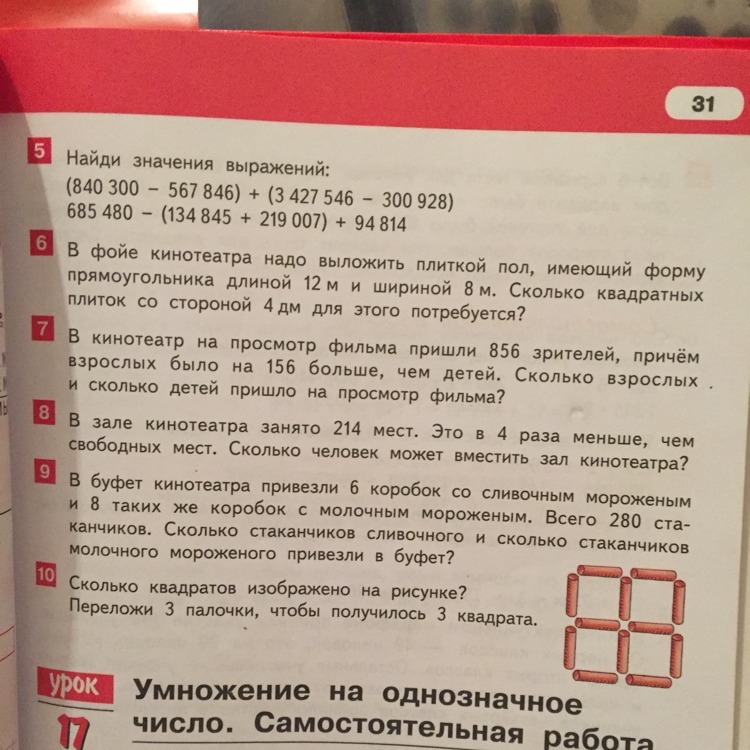 31
5 Найди значения выражений:
(840 300 − 567 846) + (3 427 546 − 300 928)
685 480 − (134 845 + 219 007) + 94 814
6 В фойе кинотеатра надо выложить плиткой пол, имеющий форму
прямоугольника длиной 12 м и шириной 8 м. Сколько квадратных
плиток со стороной 4 дм для этого потребуется?
7 В кинотеатр на просмотр фильма пришли 856 зрителей, причём
взрослых было на 156 больше, чем детей. Сколько взрослых
и сколько детей пришло на просмотр фильма?
8 В зале кинотеатра занято 214 мест. Это в 4 раза меньше, чем
свободных мест. Сколько человек может вместить зал кинотеатра?
9 В буфет кинотеатра привезли 6 коробок со сливочным мороженым
и 8 таких же коробок с молочным мороженым. Всего 280 ста-
канчиков. Сколько стаканчиков сливочного и сколько стаканчиков
молочного мороженого привезли в буфет?
10 Сколько квадратов изображено на рисунке?
Переложи 3 палочки, чтобы получилось 3 квадрата.
урок
17
Умножение на однозначное
число. Самостоятельная работа